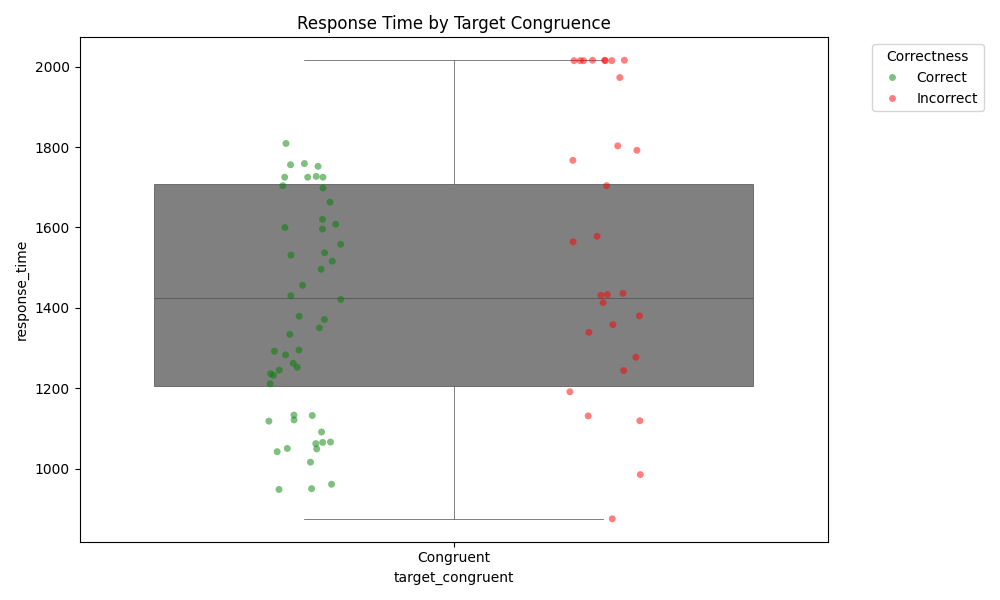 Response Time by Target Congruence
Correctness
Correct
Incorrect
2000
1800
1600
1400
1200
1000
response_time
Congruent
target_congruent